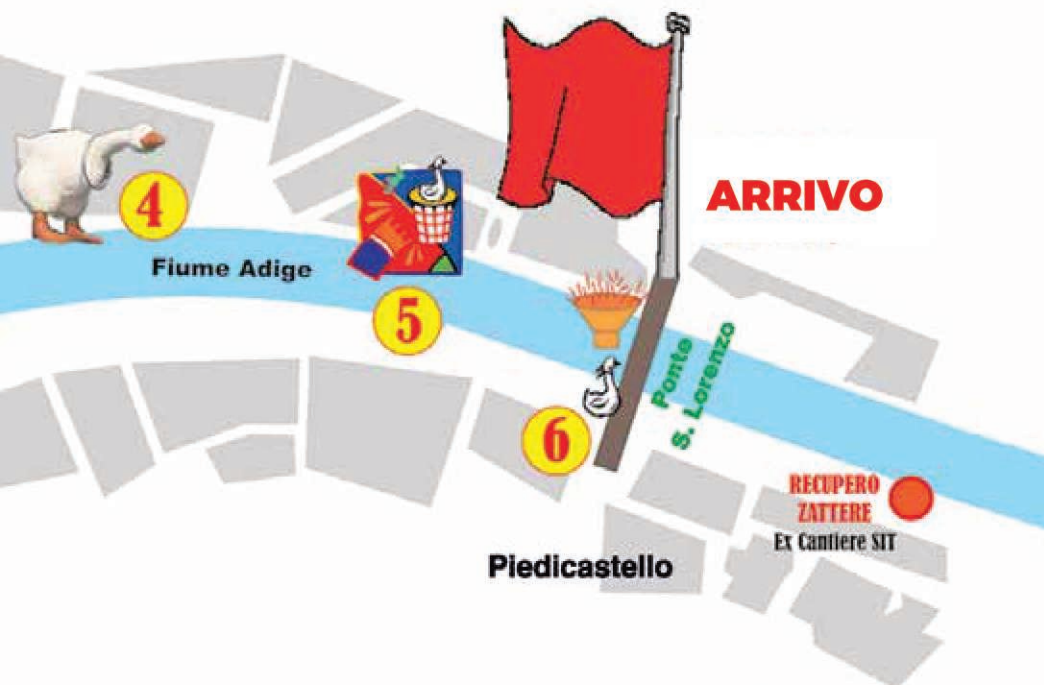 ARRIVO
4
Fiume Adige
5
Ponte
s. Lorenzo
6
RECUPERO
ZATTERE
Ex Cantiere SIT
Piedicastello